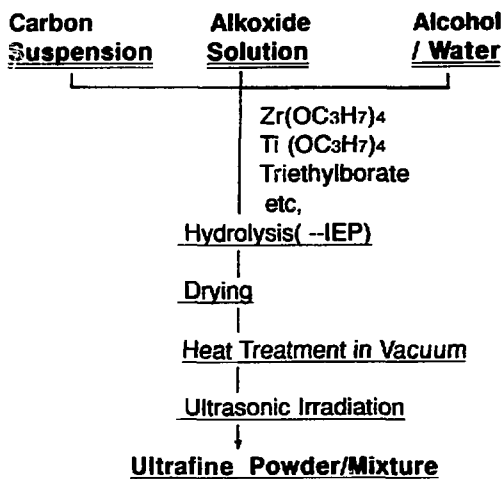 Carbon Alkoxide Alcohol
Suspension Solution / Water
Zr(OC3H7)4
Ti (OC3H7)4
Triethylborate
etc,
Hydrolysis( --IEP)
Drying
Heat Treatment in Vacuum
Ultrasonic Irradiation
Ultrafine Powder/Mixture